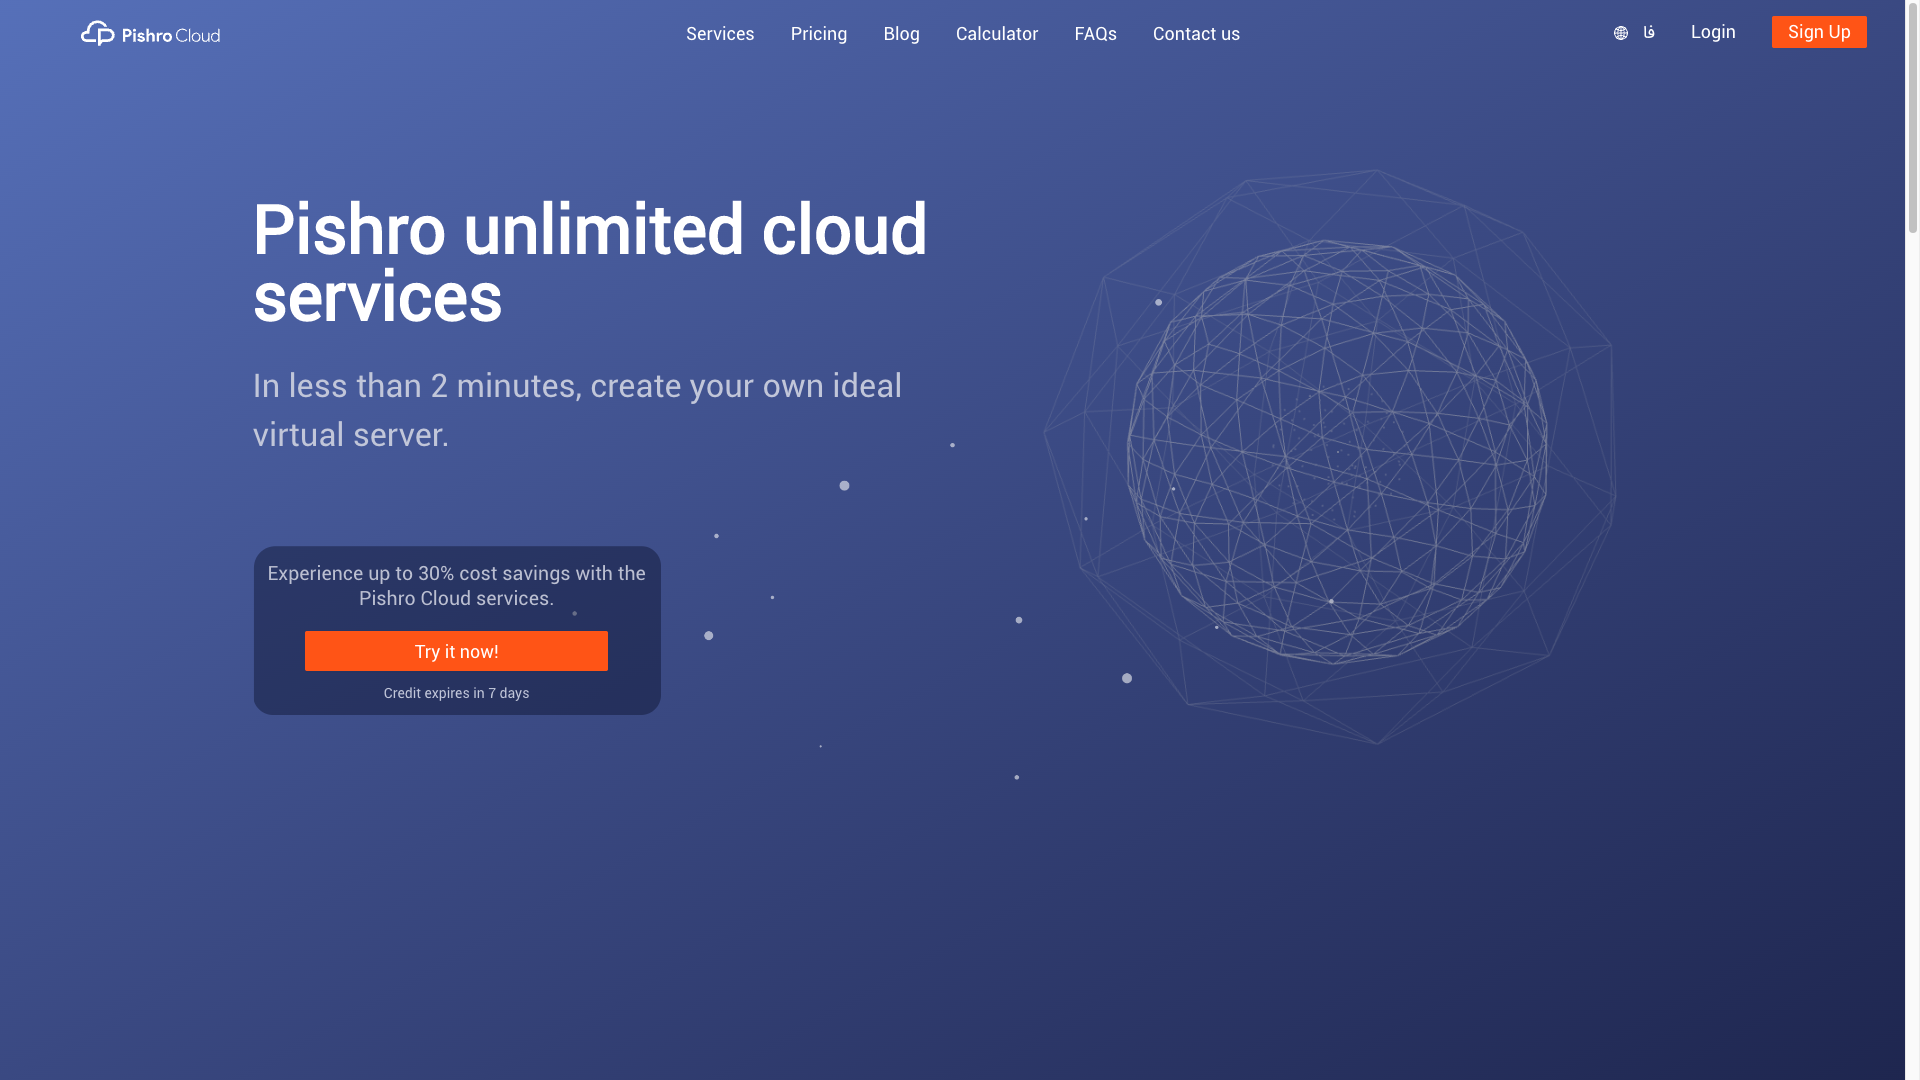 Pishro Cloud
Services
Pricing
Blog
Calculator
FAQs
Contact us
فا
Login
Sign Up
Pishro unlimited cloud
services
In less than 2 minutes, create your own ideal
virtual server.
Experience up to 30% cost savings with the
Pishro Cloud services.
Try it now!
Credit expires in 7 days